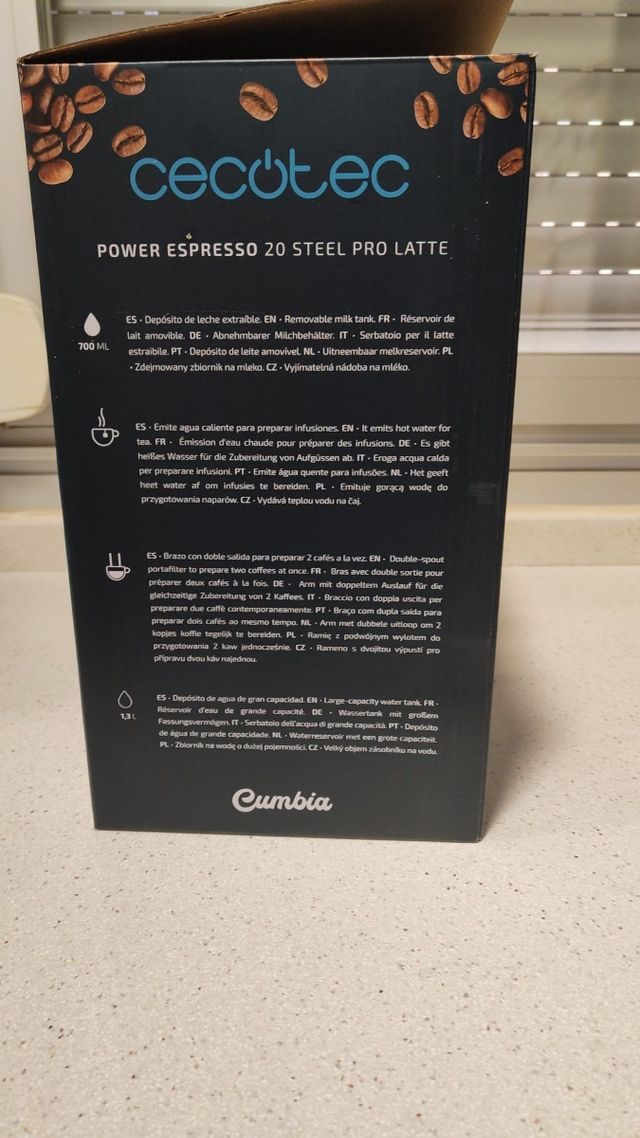 cecotec
POWER ESPRESSO 20 STEEL PRO LATTE
700 ML
ES • Depósito de leche extraíble. EN • Removable milk tank. FR • Réservoir de
lait amovible. DE • Abnehmbarer Milchbehälter. IT • Serbatoio per il latte
estraibile. PT • Depósito de leite amovível. NL • Uitneembaar melkreservoir. PL
• Zdejmowany zbiornik na mleko. CZ • Vyjímatelná nádoba na mléko.
ES • Emite agua caliente para preparar infusiones. EN • It emits hot water for
tea. FR • Émission d'eau chaude pour préparer des infusions. DE • Es gibt
heißes Wasser für die Zubereitung von Aufgüssen ab. IT • Eroga acqua calda
per preparare infusioni. PT • Emite água quente para infusões. NL • Het geeft
heet water af om infusies te bereiden. PL • Emituje gorącą wodę do
przygotowania naparów. CZ • Vydává teplou vodu na čaj.
ES • Brazo con doble salida para preparar 2 cafés a la vez. EN • Double-spout
portafilter to prepare two coffees at once. FR • Bras avec double sortie pour
préparer deux cafés à la fois. DE • Arm mit doppeltem Auslauf für die
gleichzeitige Zubereitung von 2 Kaffees. IT • Braccio con doppia uscita per
preparare due caffè contemporaneamente. PT • Braço com dupla saída para
preparar dois cafés ao mesmo tempo. NL • Arm met dubbele uitloop om 2
kopjes koffie tegelijk te bereiden. PL • Ramię z podwójnym wylotem do
przygotowania 2 kaw jednocześnie. CZ • Rameno s dvojitou výpustí pro
přípravu dvou káv najednou.
1,3 L
ES • Depósito de agua de gran capacidad. EN • Large-capacity water tank. FR •
Réservoir d'eau de grande capacité. DE • Wassertank mit großem
Fassungsvermögen. IT • Serbatoio dell'acqua di grande capacità. PT • Depósito
de água de grande capacidade. NL • Waterreservoir met een grote capaciteit.
PL • Zbiornik na wodę o dużej pojemności. CZ • Velký objem zásobníku na vodu.
Cumbia